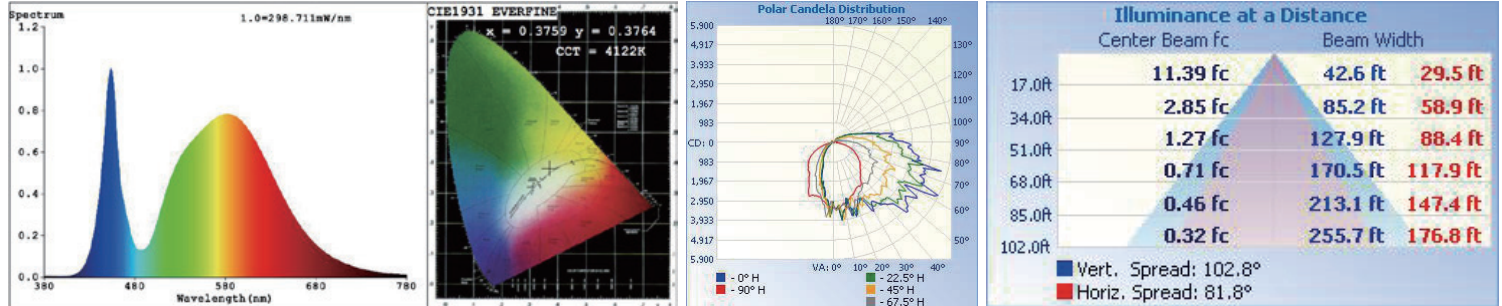 Spectrum
1.0=298.711mW/nm
1.2
1.0
0.8
0.6
0.4
0.2
0.0
380 480 580 680 780
Wavelength(nm)
CIE1931 EVERFINE
x = 0.3759 y = 0.3764
CCT = 4122K
Polar Candela Distribution
180° 170° 160° 150° 140°
5.900
4,917
3.933
2.950
1.967
983
CD: 0
983
1,967
2.950
3,933
4,917
5.900
130°
120°
110°
100°
90°
80°
70°
60°
50°
VA: 0° 10° 20° 30° 40°
- 0° H
- 90° H
- 22.5° H
- 45° H
- 67.5° H
Illuminance at a Distance
Center Beam fc Beam Width
17.0ft 11.39 fc 42.6 ft 29.5 ft
34.0ft 2.85 fc 85.2 ft 58.9 ft
51.0ft 1.27 fc 127.9 ft 88.4 ft
68.0ft 0.71 fc 170.5 ft 117.9 ft
85.0ft 0.46 fc 213.1 ft 147.4 ft
102.0ft 0.32 fc 255.7 ft 176.8 ft
Vert. Spread: 102.8°
Horiz. Spread: 81.8°